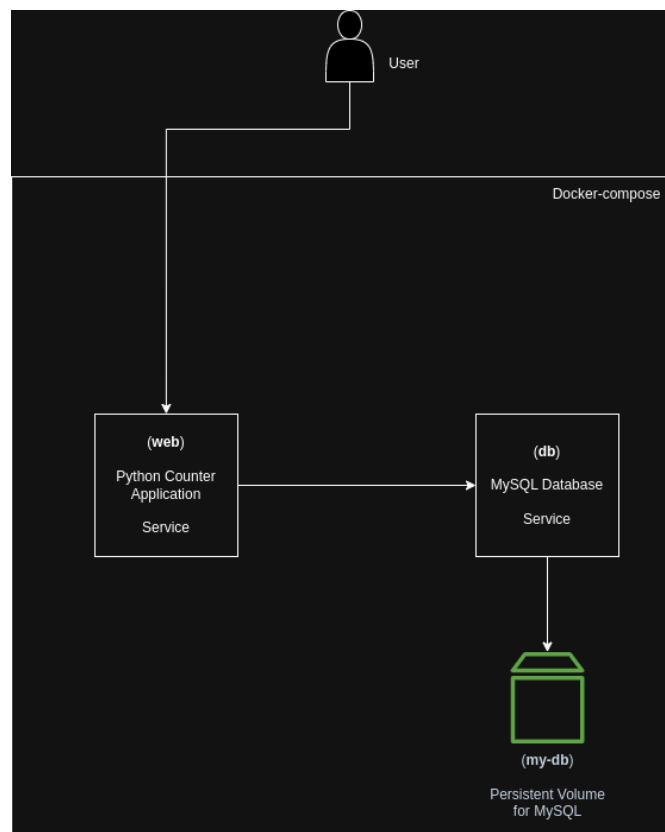 User
Docker-compose
(web)
Python Counter
Application
Service
(db)
MySQL Database
Service
(my-db)
Persistent Volume
for MySQL